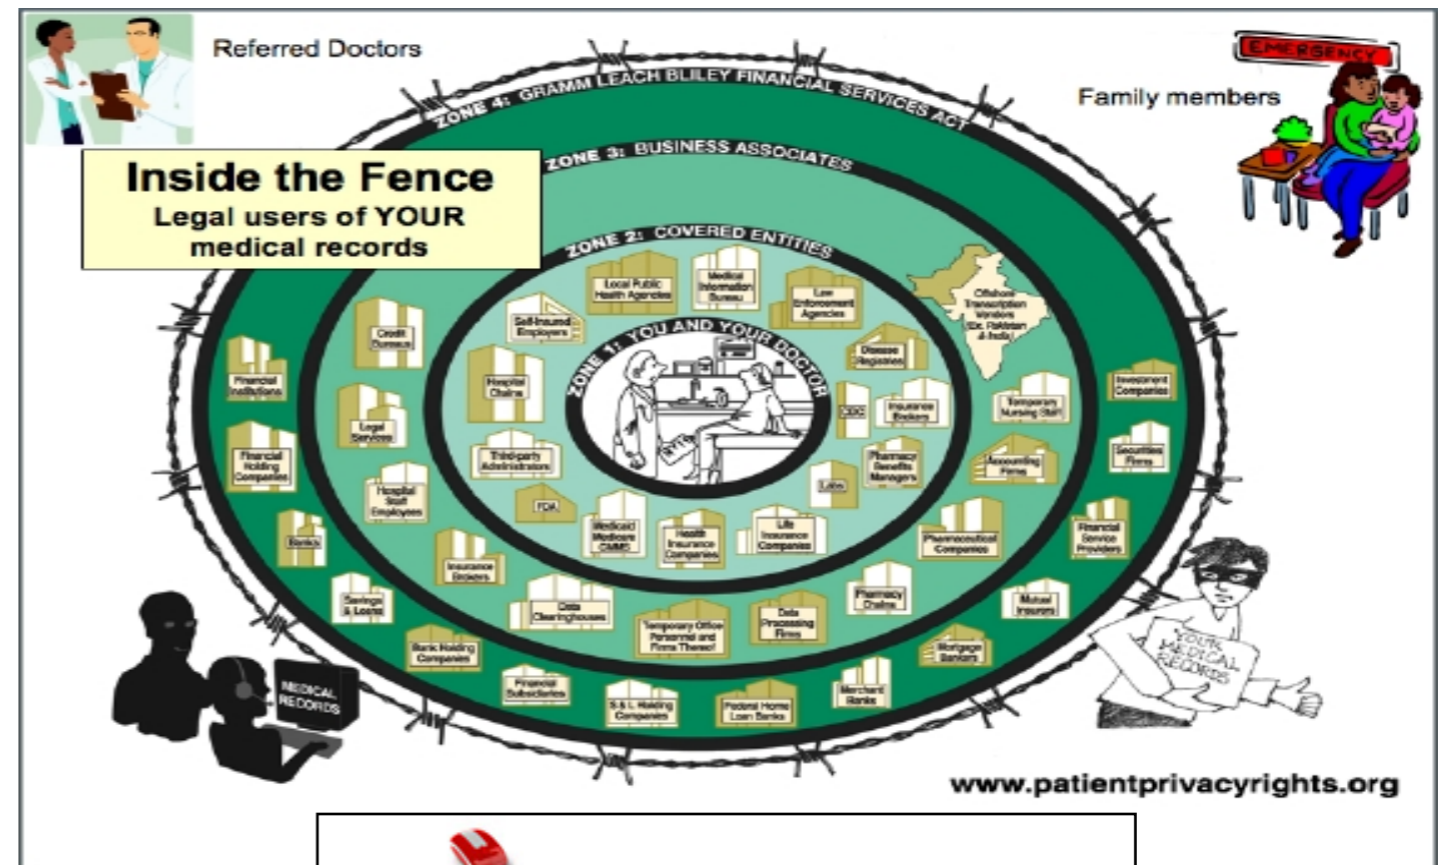 Referred Doctors
EMERGENCY
Family members
Inside the Fence
Legal users of YOUR
medical records
ZONE 4: GRAMM LEACH BLILEY FINANCIAL SERVICES ACT
ZONE 3: BUSINESS ASSOCIATES
ZONE 2: COVERED ENTITIES
ZONE 1: YOU AND YOUR DOCTOR
Local Public
Health Agencies
Medical
Information
Bureau
Law
Enforcement
Agencies
Self-Insured
Employers
Disease
Registries
Hospital
Chains
CDC
Insurance
Brokers
Third-party
Administrators
Pharmacy
Benefits
Managers
Labs
FDA
Medicaid
Medicare
CMMS
Health
Insurance
Companies
Life
Insurance
Companies
Offshore
Transcription
Vendors
(Ex. Pakistan
& India)
Credit
Bureaus
Legal
Services
Hospital
Staff
Employees
Insurance
Brokers
Data
Clearinghouses
Temporary Office
Personnel and
Firms Thereof
Data
Processing
Firms
Pharmacy
Chains
Pharmaceutical
Companies
Accounting
Firms
Temporary
Nursing Staff
Financial
Institutions
Financial
Holding
Companies
Banks
Savings
& Loans
Bank Holding
Companies
Financial
Subsidiaries
S & L Holding
Companies
Federal Home
Loan Banks
Merchant
Banks
Mortgage
Bankers
Mutual
Insurers
Financial
Service
Providers
Securities
Firms
Investment
Companies
MEDICAL
RECORDS
YOUR
MEDICAL
RECORDS
www.patientprivacyrights.org